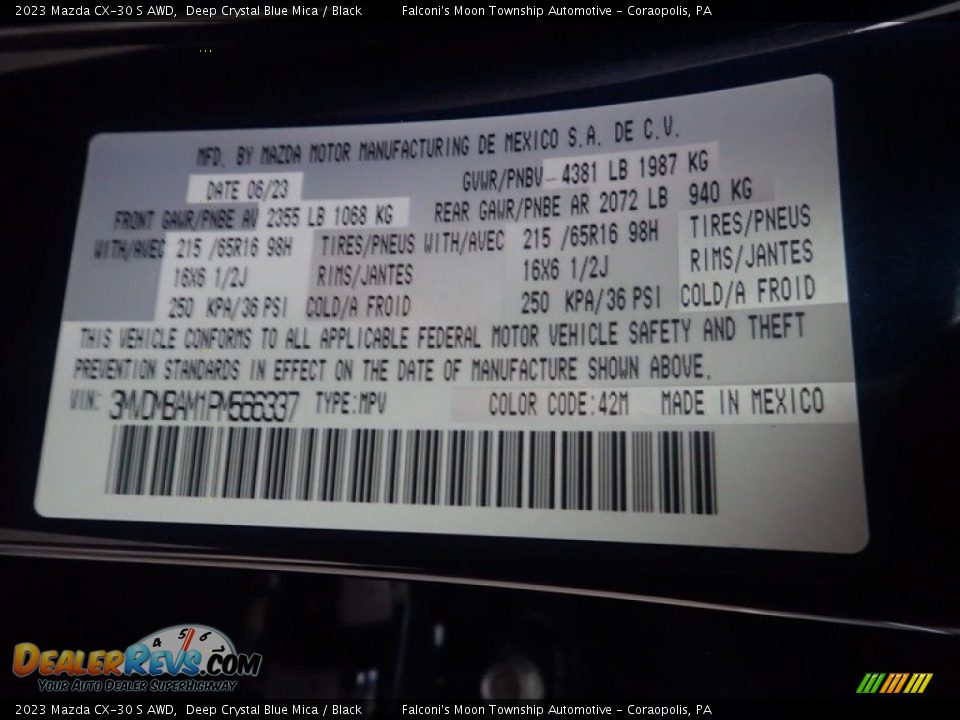 2023 Mazda CX-30 S AWD, Deep Crystal Blue Mica / Black Falconi's Moon Township Automotive - Coraopolis, PA
MFD. BY MAZDA MOTOR MANUFACTURING DE MEXICO S.A. DE C.V.
DATE 06/23 GVWR/PNBV 4381 LB 1987 KG
FRONT GAWR/PNBE AV 2355 LB 1068 KG REAR GAWR/PNBE AR 2072 LB 940 KG
WITH/AVEC 215 /65R16 98H TIRES/PNEUS WITH/AVEC 215 /65R16 98H TIRES/PNEUS
16X6 1/2J RIMS/JANTES 16X6 1/2J RIMS/JANTES
250 KPA/36 PSI COLD/A FROID 250 KPA/36 PSI COLD/A FROID
THIS VEHICLE CONFORMS TO ALL APPLICABLE FEDERAL MOTOR VEHICLE SAFETY AND THEFT
PREVENTION STANDARDS IN EFFECT ON THE DATE OF MANUFACTURE SHOWN ABOVE.
VIN: 3MVDMBAM1PM566337 TYPE:MPV COLOR CODE:42M MADE IN MEXICO
4 5 6
DEALERREVS.COM
YOUR AUTO DEALER SUPERHIGHWAY
2023 Mazda CX-30 S AWD, Deep Crystal Blue Mica / Black Falconi's Moon Township Automotive - Coraopolis, PA